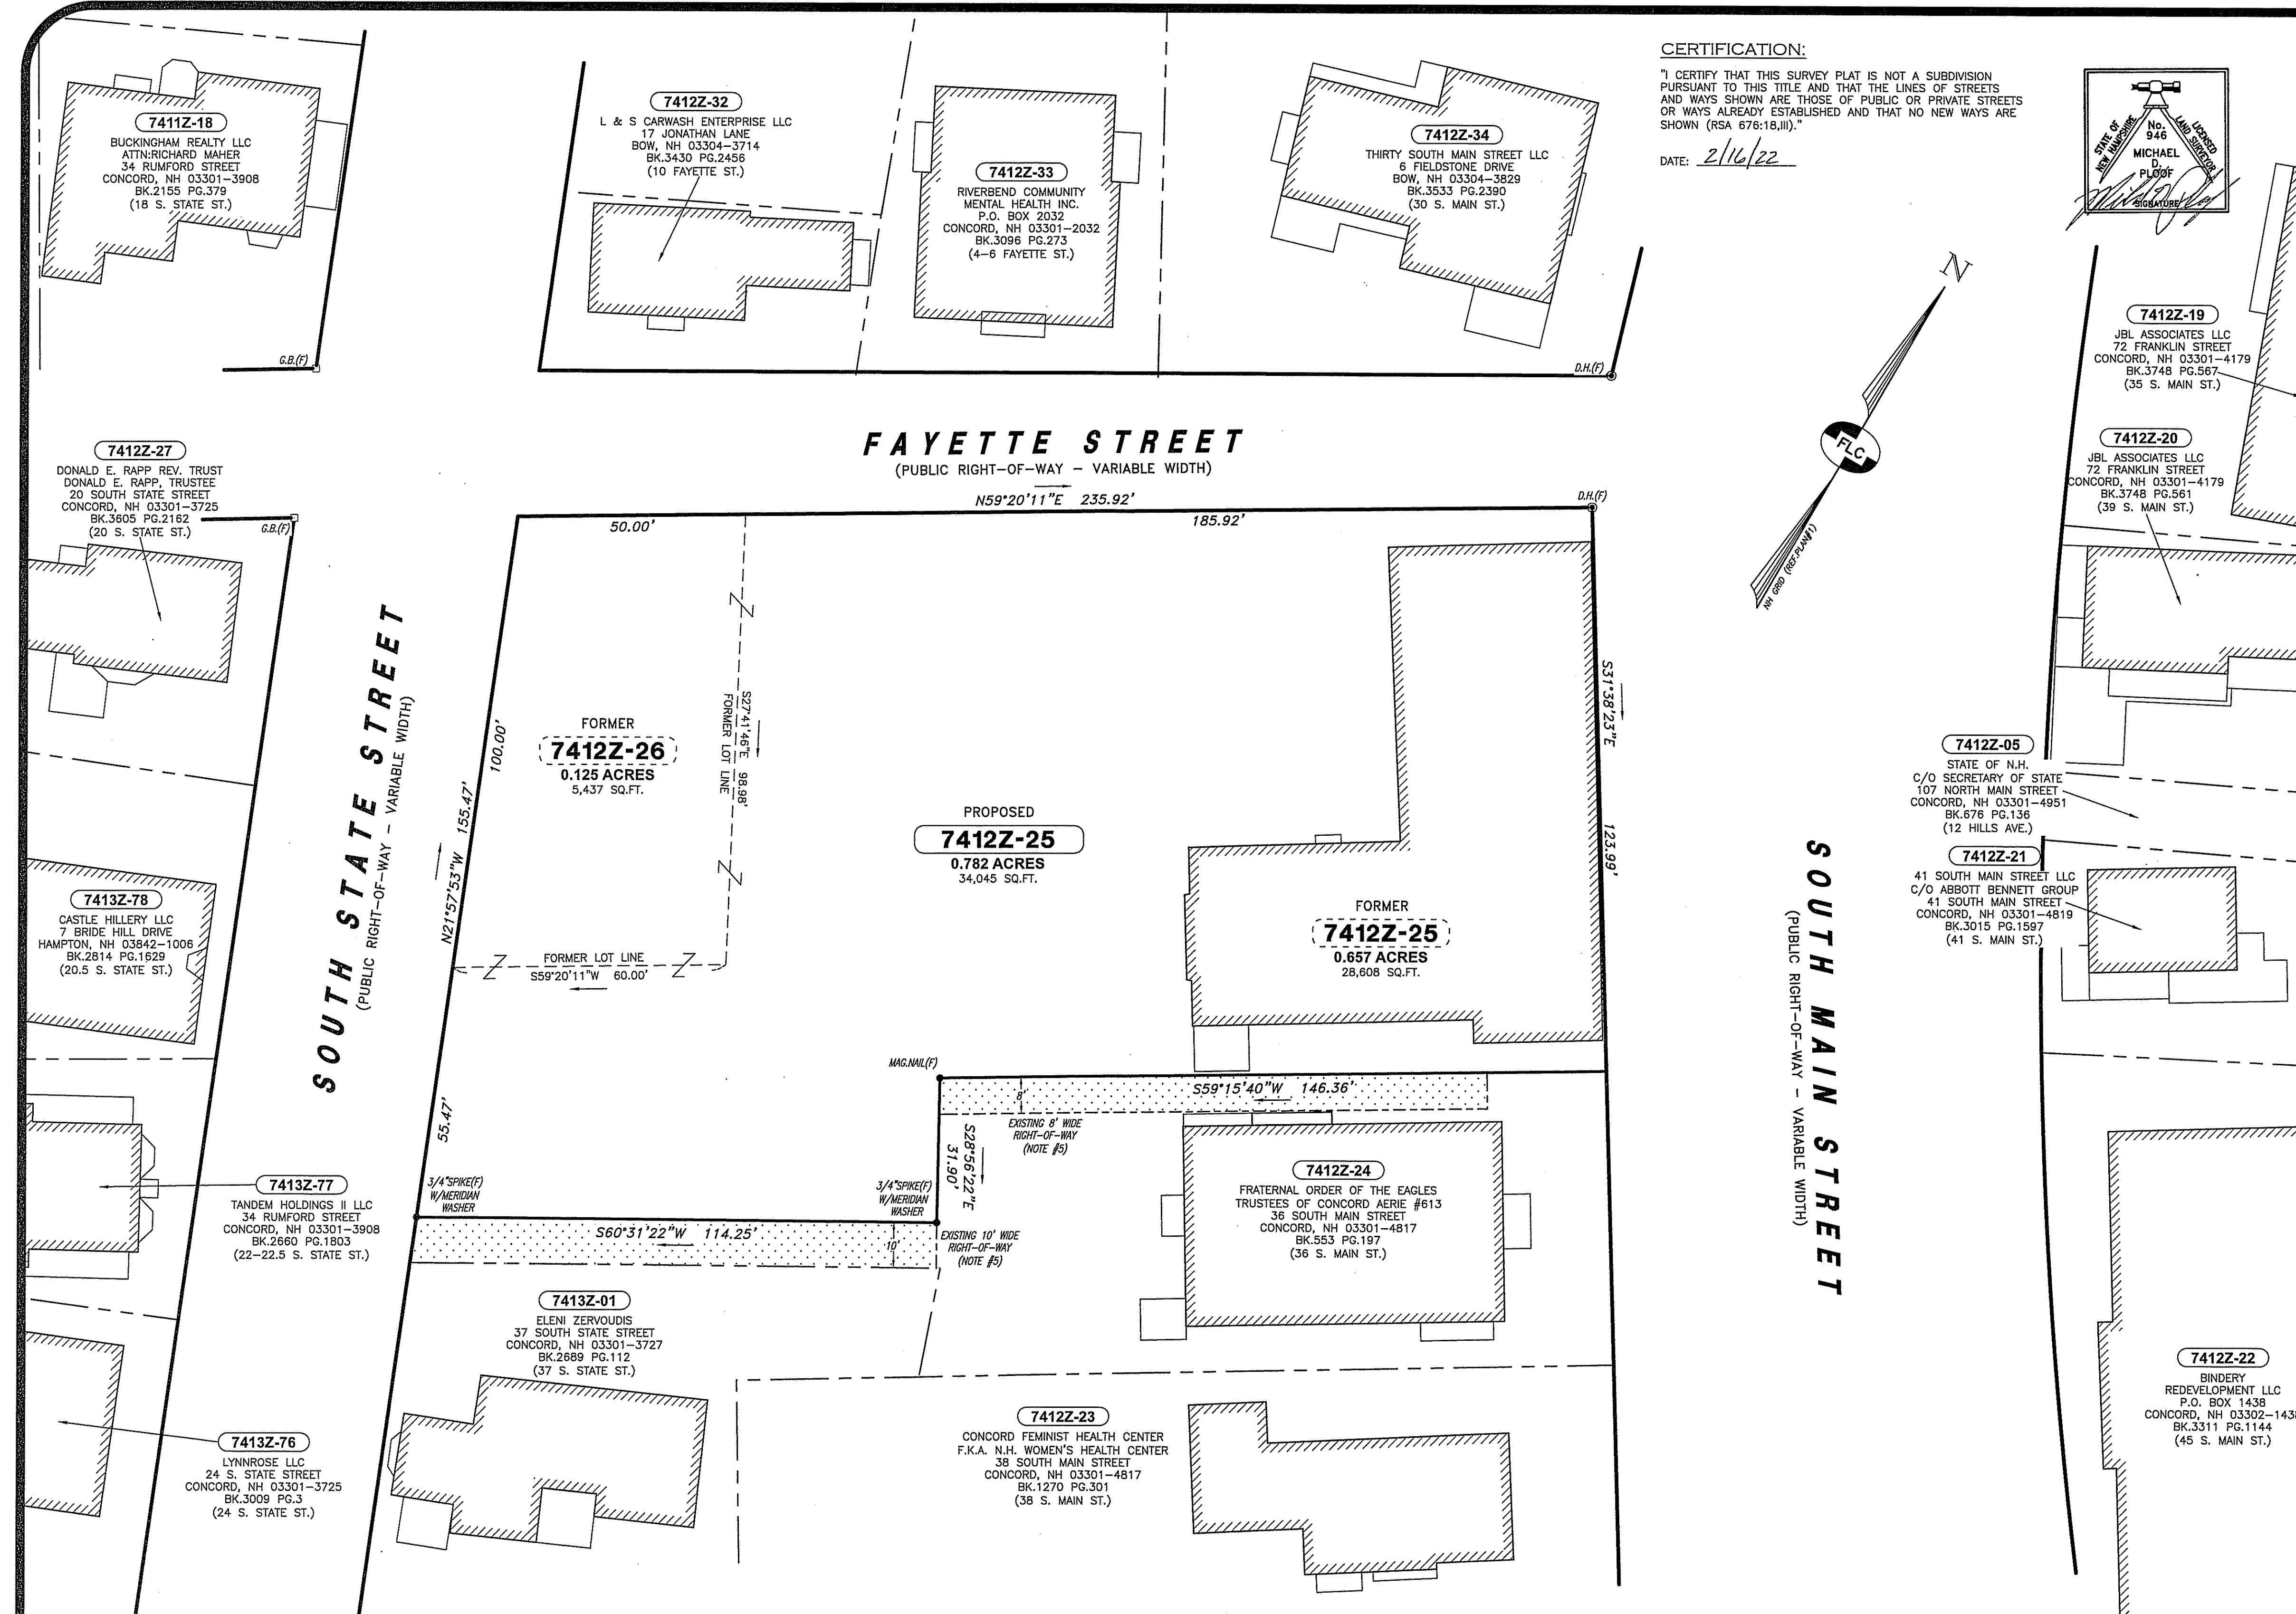 CERTIFICATION:
"I CERTIFY THAT THIS SURVEY PLAT IS NOT A SUBDIVISION
PURSUANT TO THIS TITLE AND THAT THE LINES OF STREETS
AND WAYS SHOWN ARE THOSE OF PUBLIC OR PRIVATE STREETS
OR WAYS ALREADY ESTABLISHED AND THAT NO NEW WAYS ARE
SHOWN (RSA 676:18,III)."
DATE: 2/16/22
STATE OF
NEW HAMPSHIRE
LICENSED
LAND SURVEYOR
No.
946
MICHAEL
D.
PLOOF
SIGNATURE
7411Z-18
BUCKINGHAM REALTY LLC
ATTN:RICHARD MAHER
34 RUMFORD STREET
CONCORD, NH 03301-3908
BK.2155 PG.379
(18 S. STATE ST.)
7412Z-32
L & S CARWASH ENTERPRISE LLC
17 JONATHAN LANE
BOW, NH 03304-3714
BK.3430 PG.2456
(10 FAYETTE ST.)
7412Z-33
RIVERBEND COMMUNITY
MENTAL HEALTH INC.
P.O. BOX 2032
CONCORD, NH 03301-2032
BK.3096 PG.273
(4-6 FAYETTE ST.)
7412Z-34
THIRTY SOUTH MAIN STREET LLC
6 FIELDSTONE DRIVE
BOW, NH 03304-3829
BK.3533 PG.2390
(30 S. MAIN ST.)
N
FLC
NH GRID (REF.PLAN#1)
7412Z-19
JBL ASSOCIATES LLC
72 FRANKLIN STREET
CONCORD, NH 03301-4179
BK.3748 PG.567
(35 S. MAIN ST.)
G.B.(F)
D.H.(F)
FAYETTE STREET
(PUBLIC RIGHT-OF-WAY - VARIABLE WIDTH)
N59°20'11"E 235.92'
D.H.(F)
50.00'
185.92'
7412Z-27
DONALD E. RAPP REV. TRUST
DONALD E. RAPP, TRUSTEE
20 SOUTH STATE STREET
CONCORD, NH 03301-3725
BK.3605 PG.2162
(20 S. STATE ST.)
G.B.(F)
7412Z-20
JBL ASSOCIATES LLC
72 FRANKLIN STREET
CONCORD, NH 03301-4179
BK.3748 PG.561
(39 S. MAIN ST.)
SOUTH STATE STREET
(PUBLIC RIGHT-OF-WAY - VARIABLE WIDTH)
N21°57'53"W 155.47'
100.00'
55.47'
FORMER
7412Z-26
0.125 ACRES
5,437 SQ.FT.
S27°41'46"E 98.98'
FORMER LOT LINE
FORMER LOT LINE
S59°20'11"W 60.00'
PROPOSED
7412Z-25
0.782 ACRES
34,045 SQ.FT.
FORMER
7412Z-25
0.657 ACRES
28,608 SQ.FT.
S31°38'23"E
123.99'
SOUTH MAIN STREET
(PUBLIC RIGHT-OF-WAY - VARIABLE WIDTH)
7412Z-05
STATE OF N.H.
C/O SECRETARY OF STATE
107 NORTH MAIN STREET
CONCORD, NH 03301-4951
BK.676 PG.136
(12 HILLS AVE.)
7412Z-21
41 SOUTH MAIN STREET LLC
C/O ABBOTT BENNETT GROUP
41 SOUTH MAIN STREET
CONCORD, NH 03301-4819
BK.3015 PG.1597
(41 S. MAIN ST.)
7413Z-78
CASTLE HILLERY LLC
7 BRIDE HILL DRIVE
HAMPTON, NH 03842-1006
BK.2814 PG.1629
(20.5 S. STATE ST.)
MAG.NAIL(F)
S59°15'40"W 146.36'
8'
EXISTING 8' WIDE
RIGHT-OF-WAY
(NOTE #5)
S28°56'22"E
31.90'
3/4"SPIKE(F)
W/MERIDIAN
WASHER
3/4"SPIKE(F)
W/MERIDIAN
WASHER
S60°31'22"W 114.25'
10'
EXISTING 10' WIDE
RIGHT-OF-WAY
(NOTE #5)
7412Z-24
FRATERNAL ORDER OF THE EAGLES
TRUSTEES OF CONCORD AERIE #613
36 SOUTH MAIN STREET
CONCORD, NH 03301-4817
BK.553 PG.197
(36 S. MAIN ST.)
7413Z-77
TANDEM HOLDINGS II LLC
34 RUMFORD STREET
CONCORD, NH 03301-3908
BK.2660 PG.1803
(22-22.5 S. STATE ST.)
7413Z-01
ELENI ZERVOUDIS
37 SOUTH STATE STREET
CONCORD, NH 03301-3727
BK.2689 PG.112
(37 S. STATE ST.)
7413Z-76
LYNNROSE LLC
24 S. STATE STREET
CONCORD, NH 03301-3725
BK.3009 PG.3
(24 S. STATE ST.)
7412Z-23
CONCORD FEMINIST HEALTH CENTER
F.K.A. N.H. WOMEN'S HEALTH CENTER
38 SOUTH MAIN STREET
CONCORD, NH 03301-4817
BK.1270 PG.301
(38 S. MAIN ST.)
7412Z-22
BINDERY
REDEVELOPMENT LLC
P.O. BOX 1438
CONCORD, NH 03302-143
BK.3311 PG.1144
(45 S. MAIN ST.)